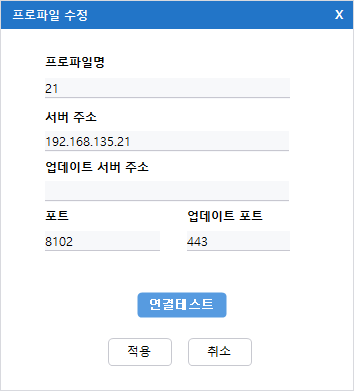 프로파일 수정 X
프로파일명
21
서버 주소
192.168.135.21
업데이트 서버 주소
포트 업데이트 포트
8102 443
연결테스트
적용 취소